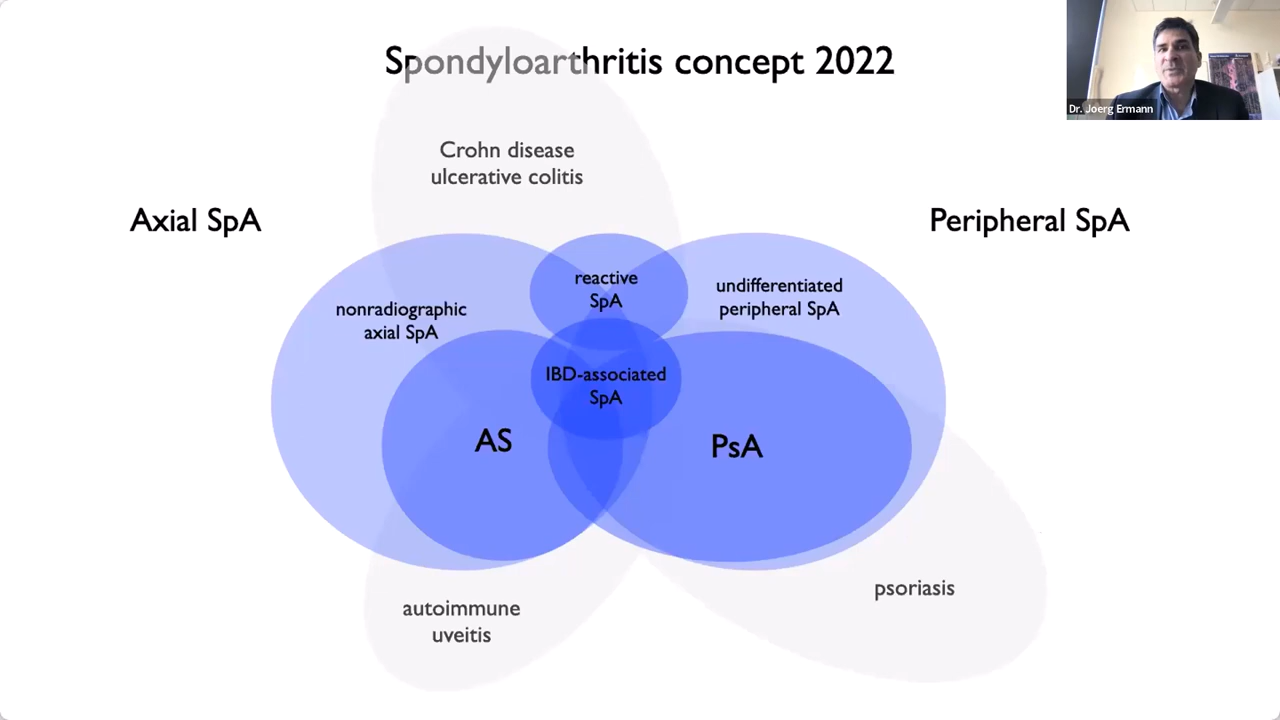 Spondyloarthritis concept 2022
Dr. Joerg Ermann
Crohn disease
ulcerative colitis
Axial SpA
Peripheral SpA
reactive
SpA
undifferentiated
peripheral SpA
nonradiographic
axial SpA
IBD-associated
SpA
AS
PsA
psoriasis
autoimmune
uveitis